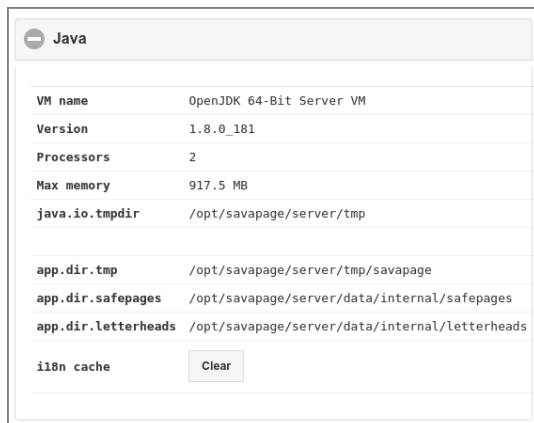 Java
VM name OpenJDK 64-Bit Server VM
Version 1.8.0_181
Processors 2
Max memory 917.5 MB
java.io.tmpdir /opt/savapage/server/tmp
app.dir.tmp /opt/savapage/server/tmp/savapage
app.dir.safepages /opt/savapage/server/data/internal/safepages
app.dir.letterheads /opt/savapage/server/data/internal/letterheads
i18n cache Clear